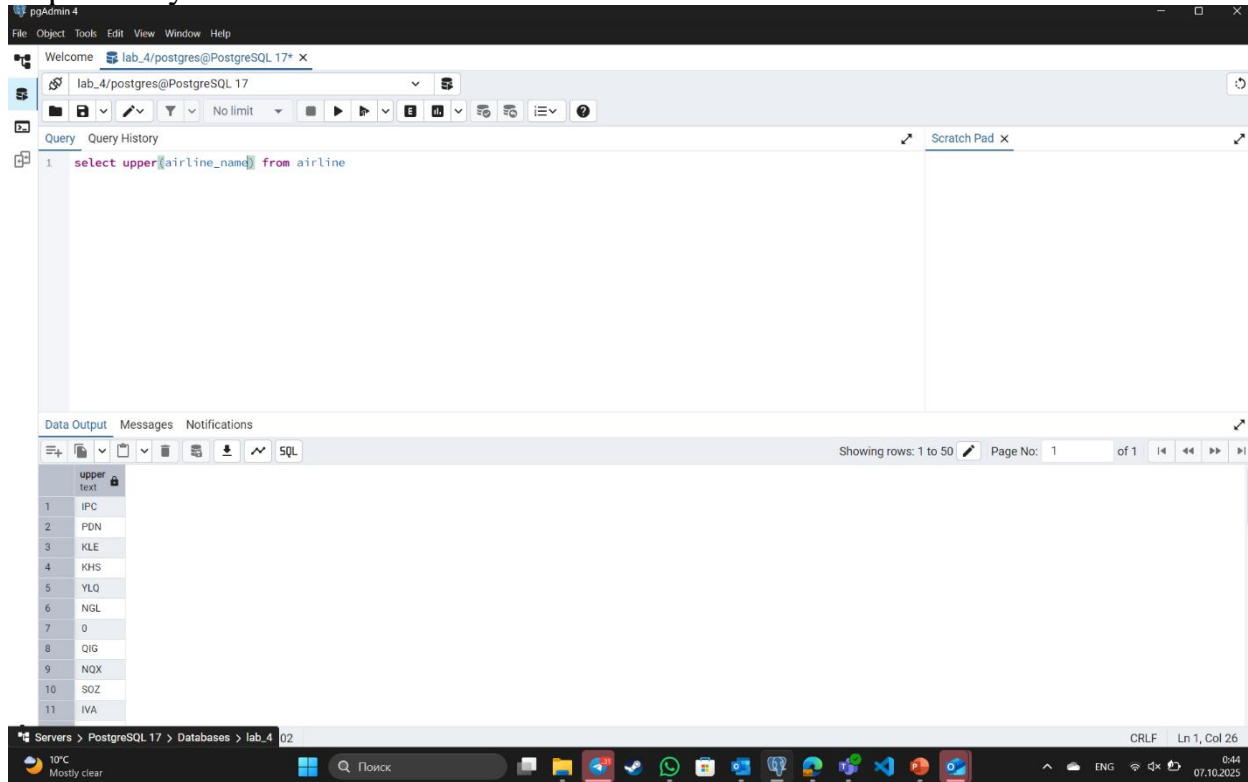 pgAdmin 4
File Object Tools Edit View Window Help
Welcome lab_4/postgres@PostgreSQL 17* X
lab_4/postgres@PostgreSQL 17
No limit
Query Query History
Scratch Pad X
1 select upper(airline_name) from airline
Data Output Messages Notifications
SQL
Showing rows: 1 to 50 Page No: 1 of 1
upper
text
1 IPC
2 PDN
3 KLE
4 KHS
5 YLQ
6 NGL
7 0
8 QIG
9 NQX
10 SOZ
11 IVA
Servers > PostgreSQL 17 > Databases > lab_4 02
CRLF Ln 1, Col 26
10°C
Mostly clear
Поиск
ENG
0:44
07.10.2025